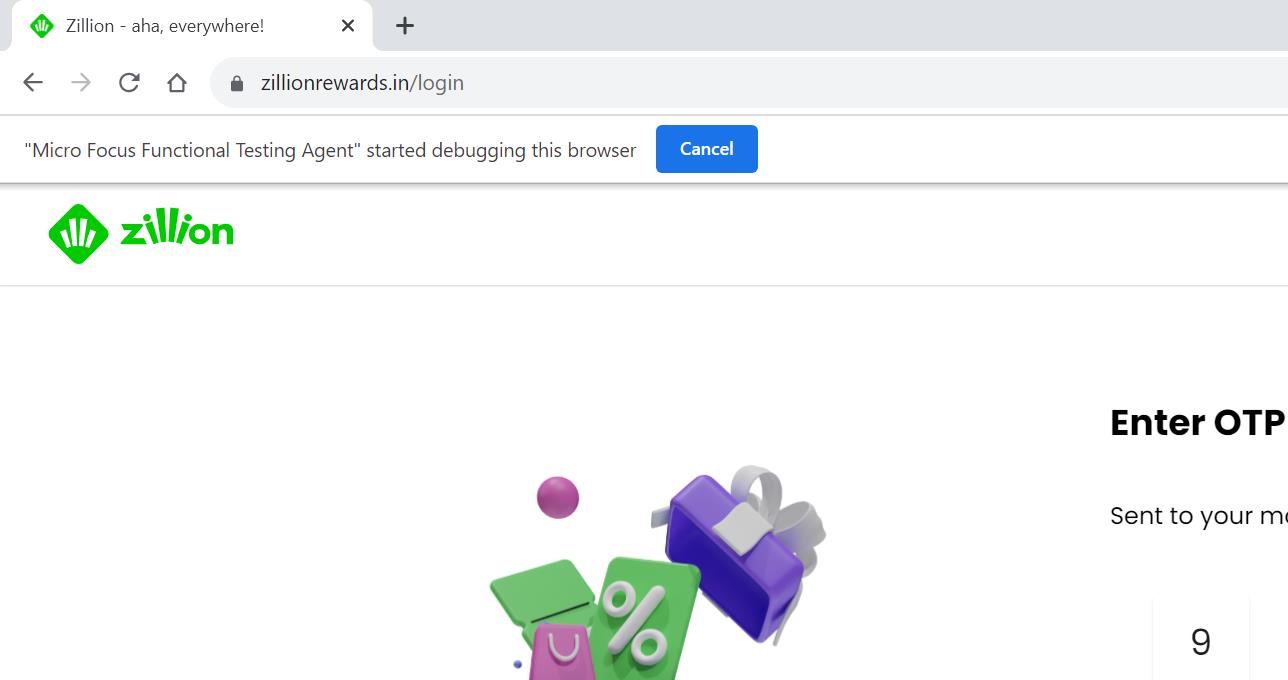 Zillion - aha, everywhere!
zillionrewards.in/login
"Micro Focus Functional Testing Agent" started debugging this browser
Cancel
zillion
Enter OTP
Sent to your
%
9